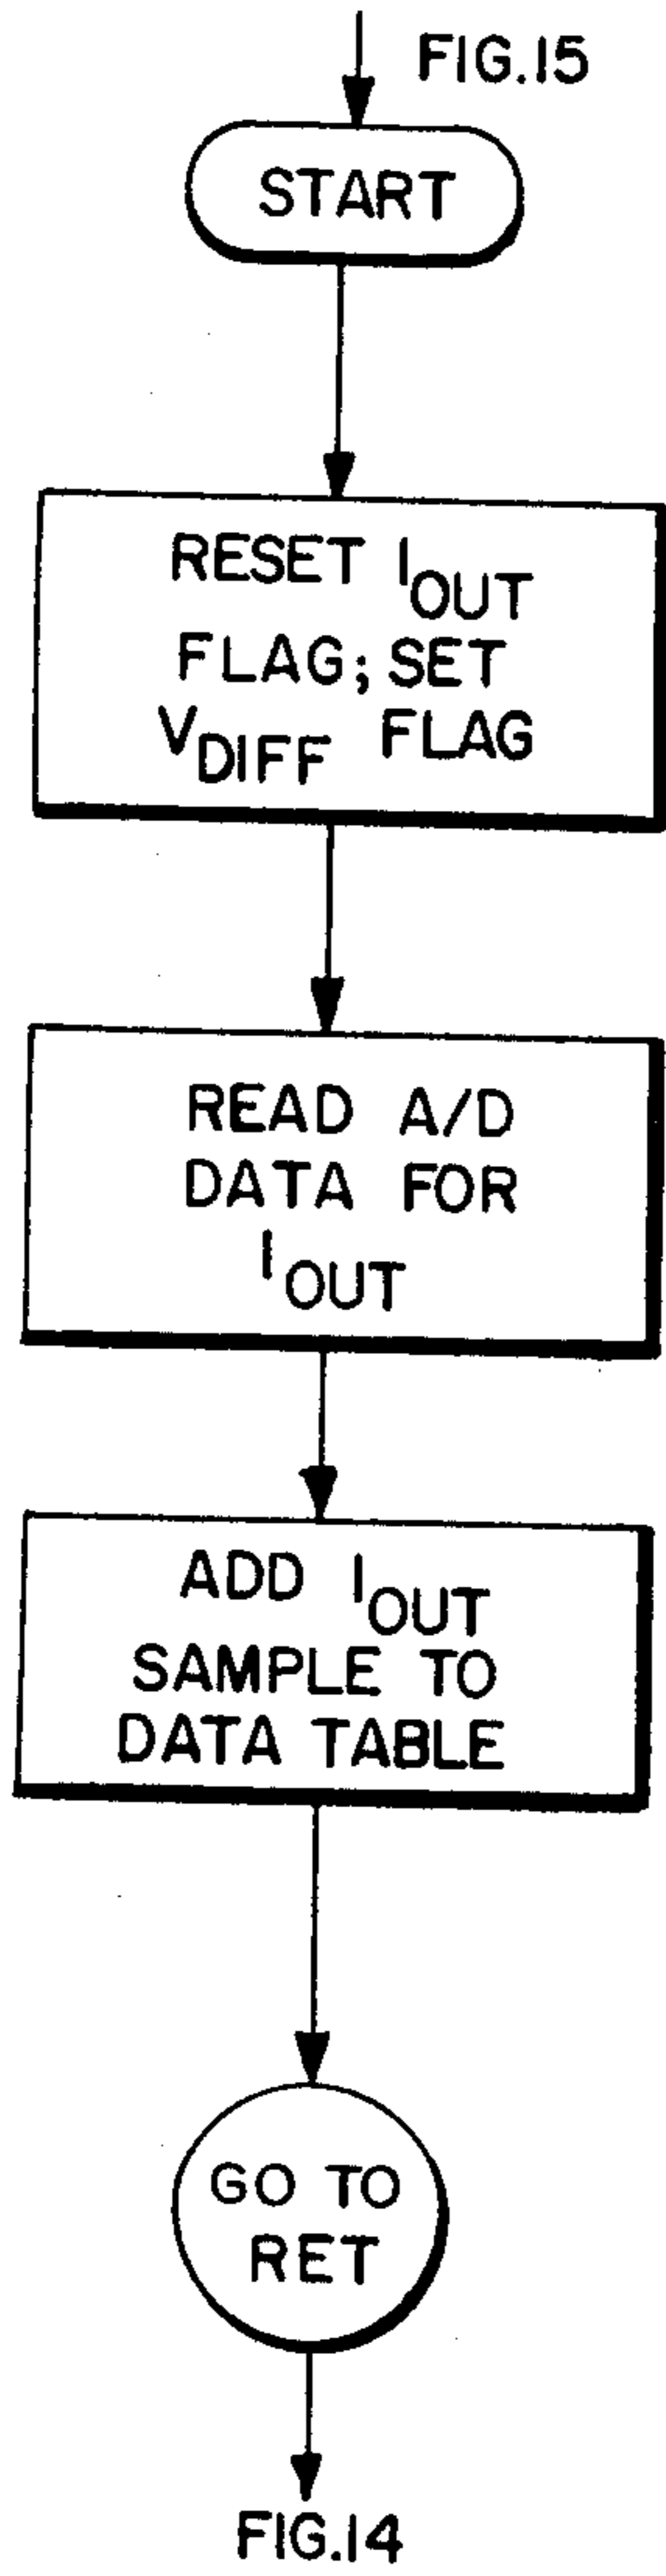 FIG.15
START
RESET IOUT
FLAG; SET
VDIFF FLAG
READ A/D
DATA FOR
IOUT
ADD IOUT
SAMPLE TO
DATA TABLE
GO TO
RET
FIG.14